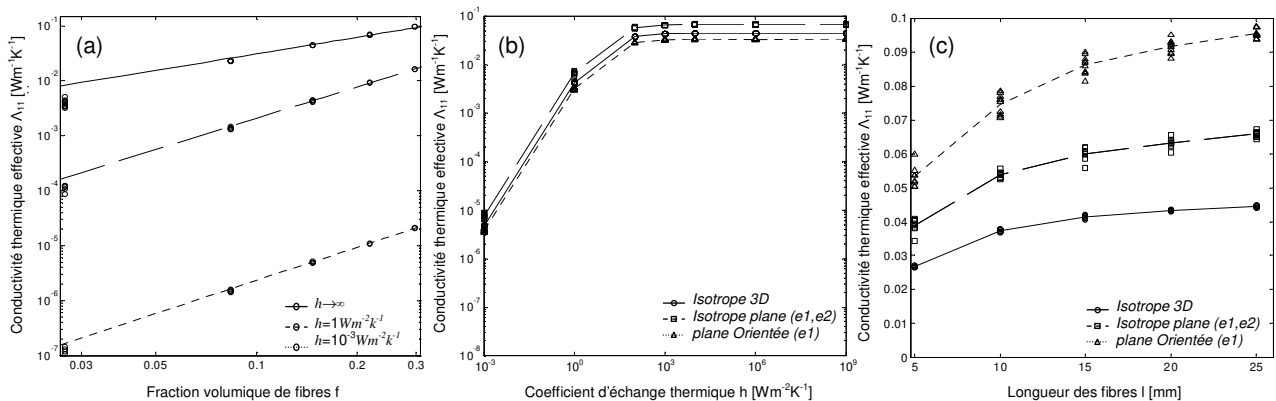 (a)
Conductivité thermique effective Λ₁₁ [Wm⁻¹K⁻¹]
10⁻¹
10⁻²
10⁻³
10⁻⁴
10⁻⁵
10⁻⁶
10⁻⁷
h→∞
h=1Wm⁻²k⁻¹
h=10⁻³Wm⁻²k⁻¹
0.03 0.1 0.2 0.3
Fraction volumique de fibres f
(b)
Conductivité thermique effective Λ₁₁ [Wm⁻¹K⁻¹]
10⁻¹
10⁻²
10⁻³
10⁻⁴
10⁻⁵
10⁻⁶
10⁻⁷
10⁻⁸
10⁻⁹
Isotrope 3D
Isotrope plane (e1,e2)
plane Orientée (e1)
10⁻³ 10⁰ 10³ 10⁶ 10⁹
Coefficient d'échange thermique h [Wm⁻²K⁻¹]
(c)
Conductivité thermique effective Λ₁₁ [Wm⁻¹K⁻¹]
0.1
0.09
0.08
0.07
0.06
0.05
0.04
0.03
0.02
0.01
0
Isotrope 3D
Isotrope plane (e1,e2)
plane Orientée (e1)
5 10 15 20 25
Longueur des fibres l [mm]